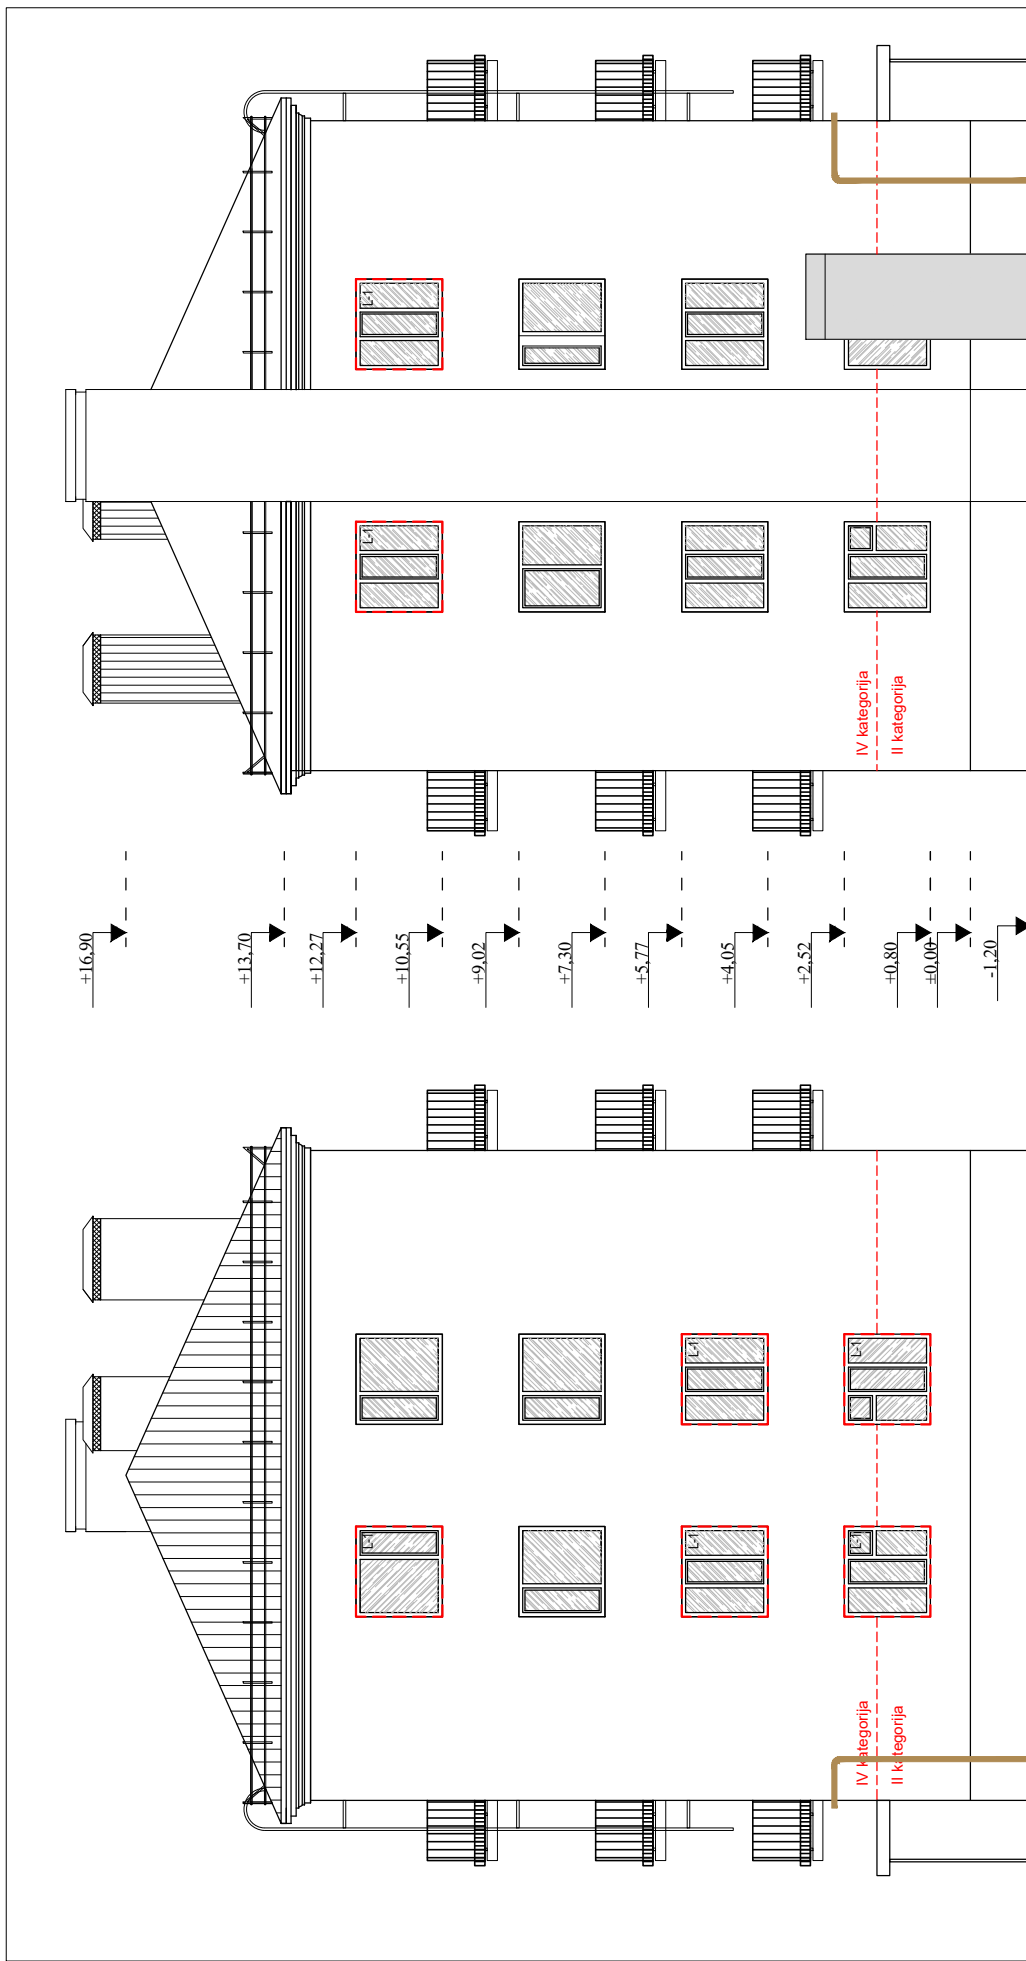 L-1
L-1
IV kategorija
II kategorija
+16,90
+13,70
+12,27
+10,55
+9,02
+7,30
+5,77
+4,05
+2,52
+0,80
±0,00
-1,20
L-1
L-1
L-1
L-1
L-1
IV kategorija
II kategorija